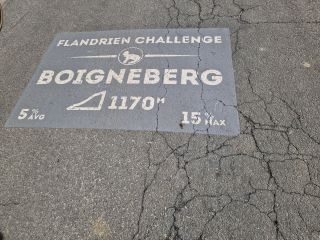 FLANDRIEN CHALLENGE
BOIGNEBERG
1170M
5% AVG
15% MAX